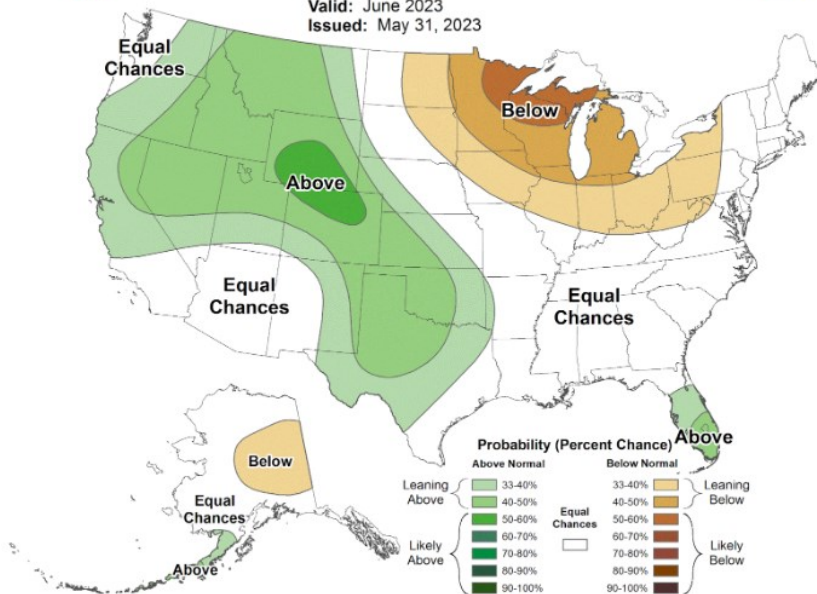 Valid: June 2023
Issued: May 31, 2023
Equal
Chances
Below
Above
Equal
Chances
Equal
Chances
Above
Below
Equal
Chances
Above
Probability (Percent Chance)
Above Normal
Below Normal
Leaning
Above
33-40%
40-50%
Likely
Above
50-60%
60-70%
70-80%
80-90%
90-100%
Equal
Chances
33-40%
40-50%
Leaning
Below
50-60%
60-70%
70-80%
80-90%
90-100%
Likely
Below